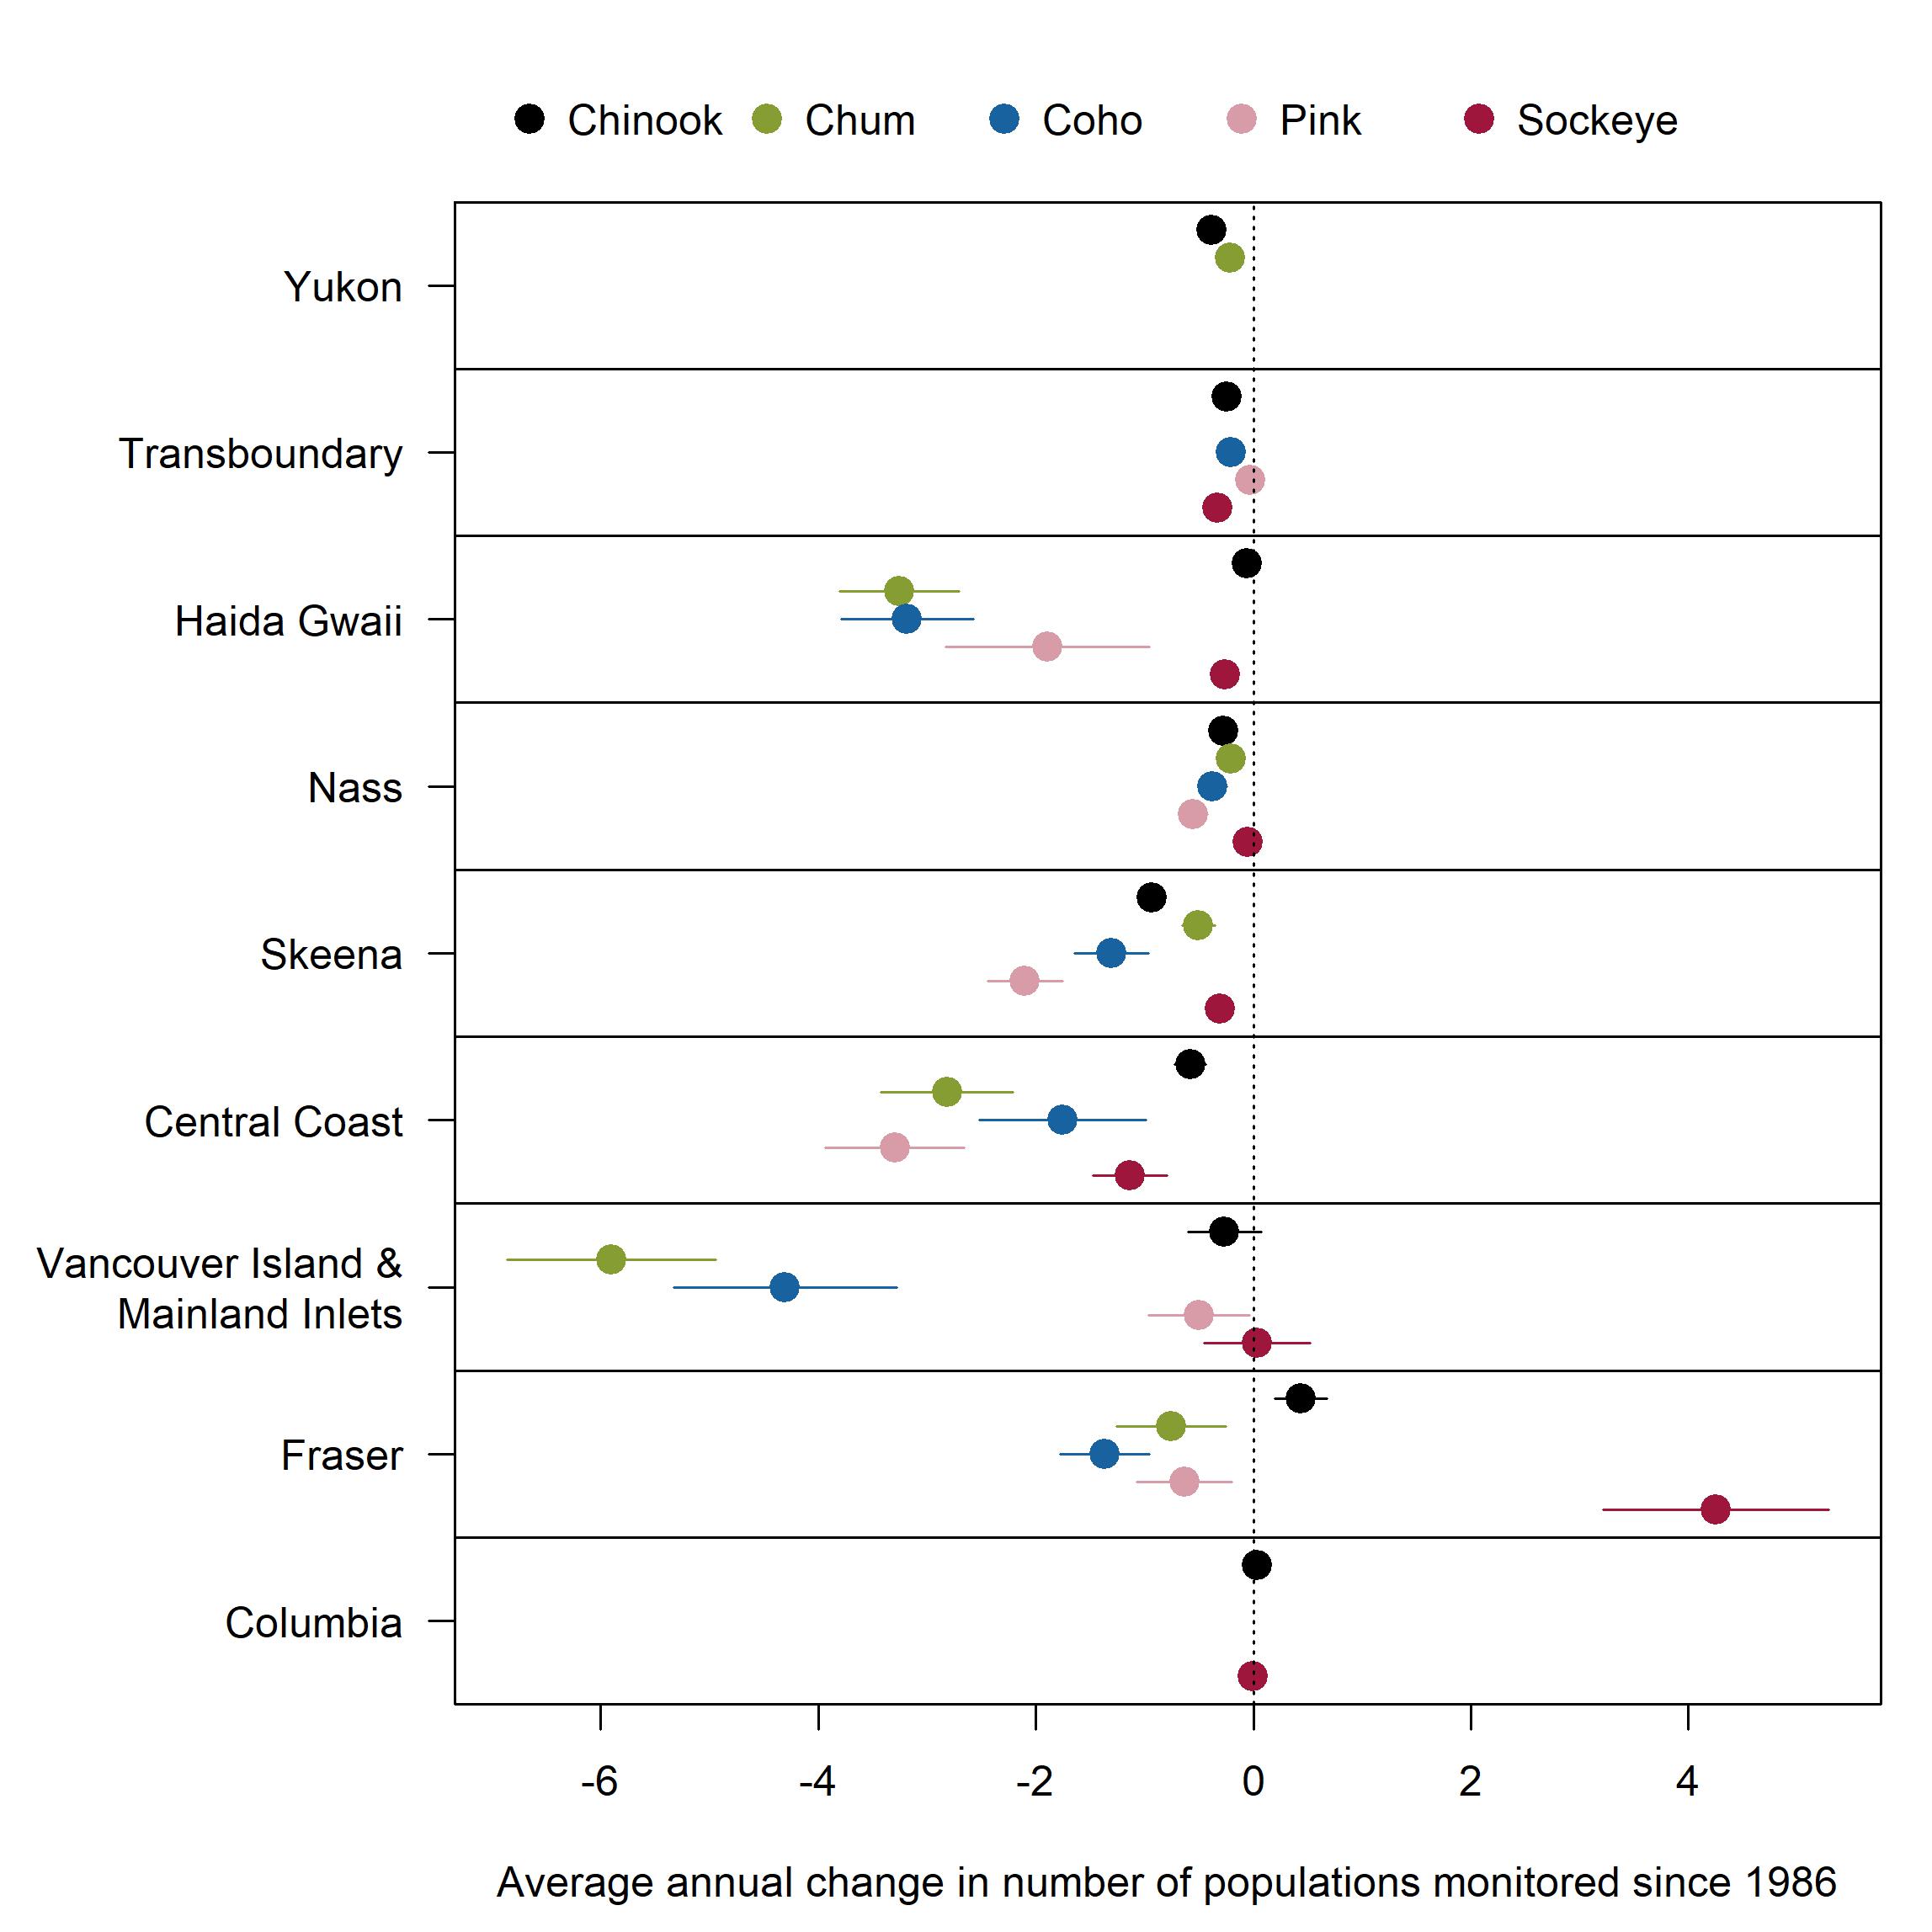 Chinook Chum Coho Pink Sockeye
Yukon
Transboundary
Haida Gwaii
Nass
Skeena
Central Coast
Vancouver Island &
Mainland Inlets
Fraser
Columbia
-6 -4 -2 0 2 4
Average annual change in number of populations monitored since 1986